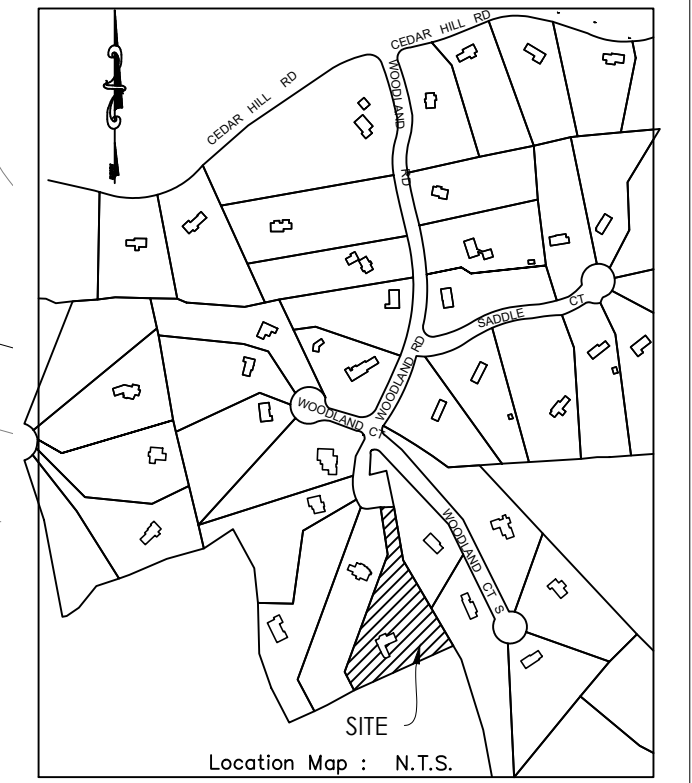 CEDAR HILL RD
CEDAR HILL RD
WOODLAND RD
SADDLE CT
WOODLAND RD
WOODLAND CT
WOODLAND CT S
SITE
Location Map : N.T.S.